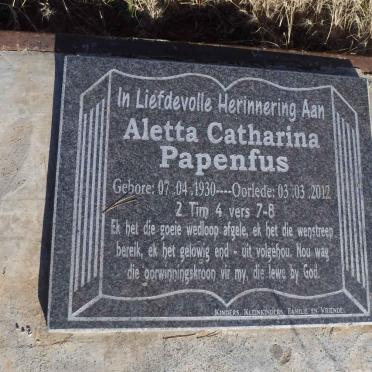 In Liefdevolle Herinnering Aan
Aletta Catharina
Papenfus
Gebore: 07 .04 .1930----Oorlede: 03 .03 .2012
2 Tim 4 vers 7-8
Ek het die goeie wedloop afgele, ek het die wenstreep
bereik, ek het gelowig end - uit volgehou. Nou wag
die oorwinningskroon vir my, die lewe by God.
Kinders, Kleinkinders, Familie en Vriende.